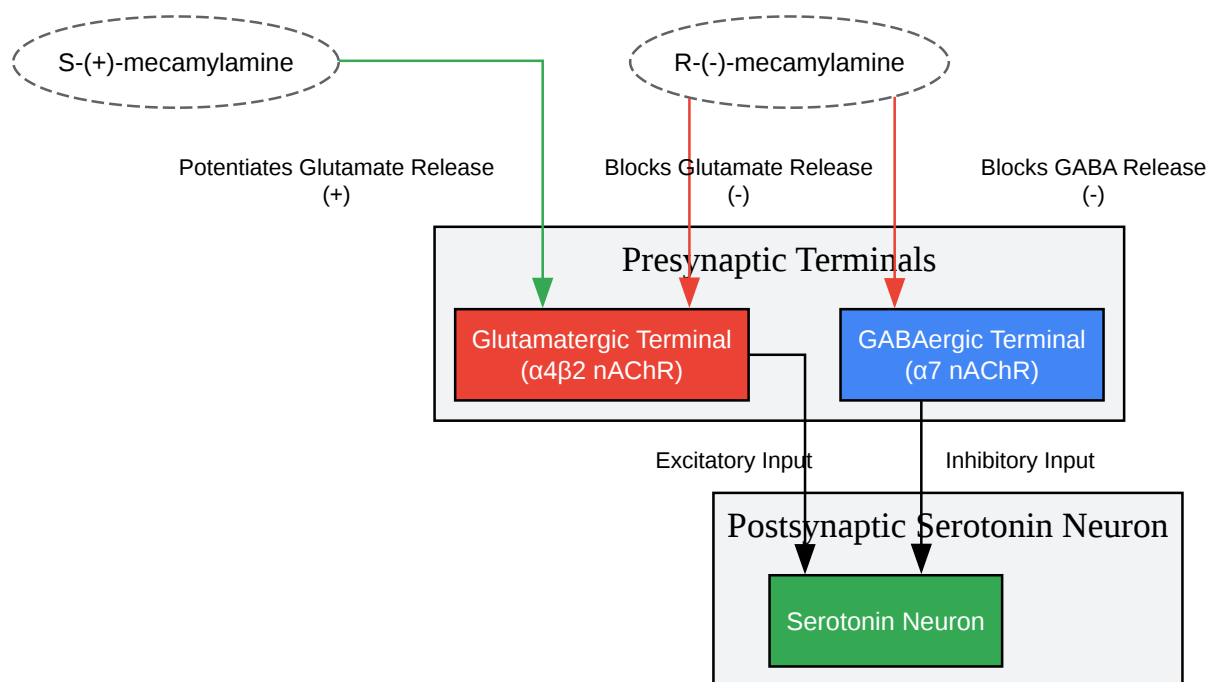 S-(+)-mecamylamine
R-(-)-mecamylamine
Potentiates Glutamate Release
(+)
Blocks Glutamate Release
(-)
Blocks GABA Release
(-)
Presynaptic Terminals
Glutamatergic Terminal
(α4β2 nAChR)
GABAergic Terminal
(α7 nAChR)
Excitatory Input
Inhibitory Input
Postsynaptic Serotonin Neuron
Serotonin Neuron